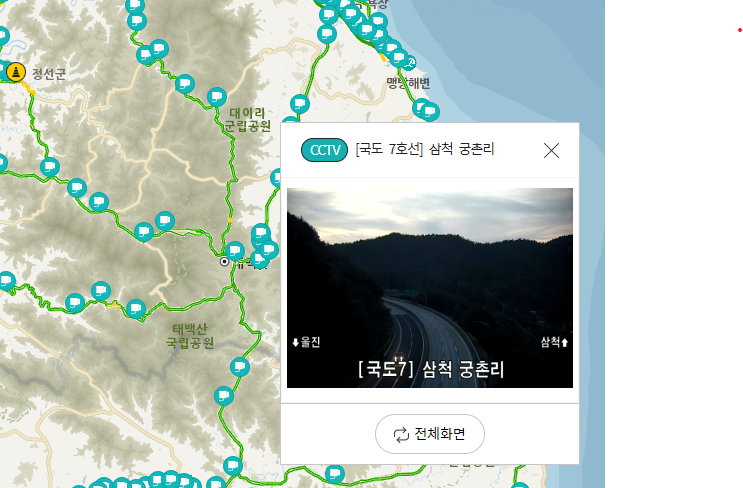 정선군
맹방해변
대이리
군립공원
CCTV [국도 7호선] 삼척 궁촌리
태백산
국립공원
⬇울진
삼척⬆
[국도7] 삼척 궁촌리
전체화면